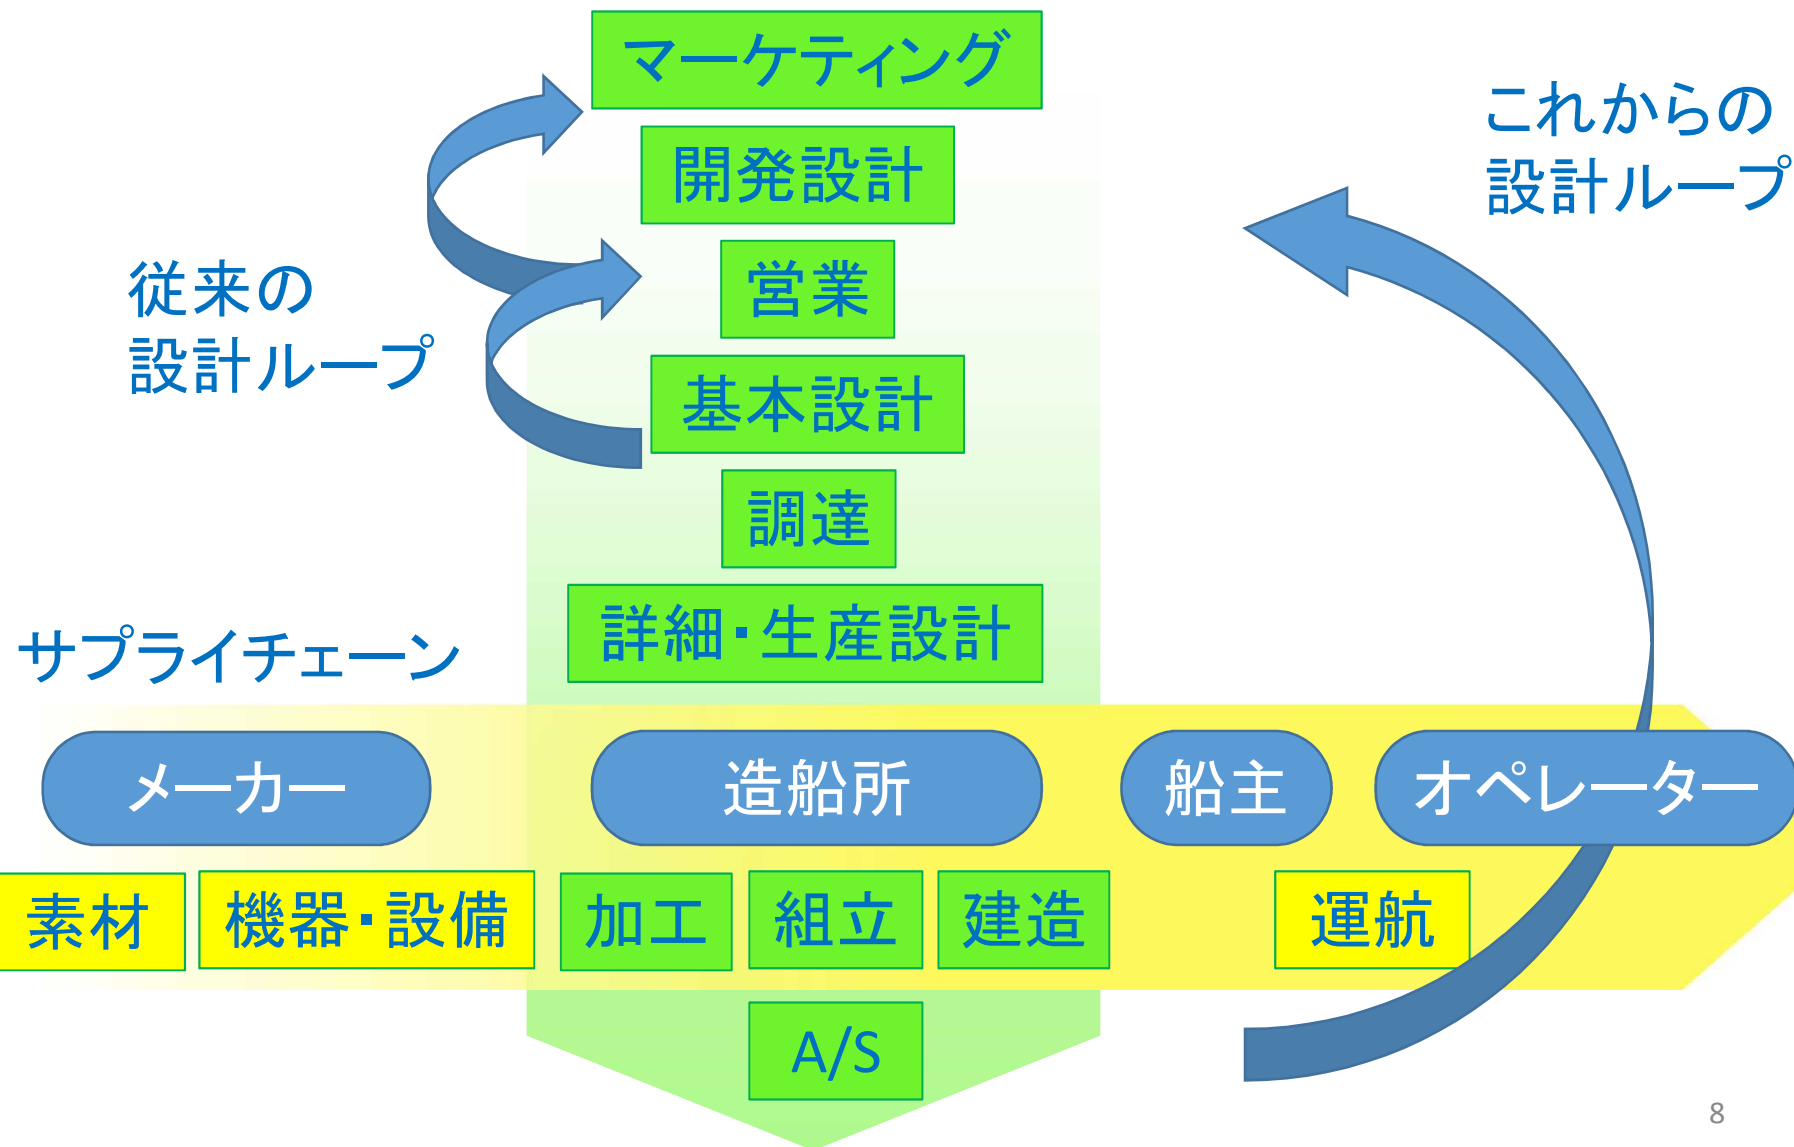 マーケティング
これからの
設計ループ
開発設計
営業
従来の
設計ループ
基本設計
調達
詳細・生産設計
サプライチェーン
メーカー
造船所
船主
オペレーター
素材
機器・設備
加工
組立
建造
運航
A/S
8